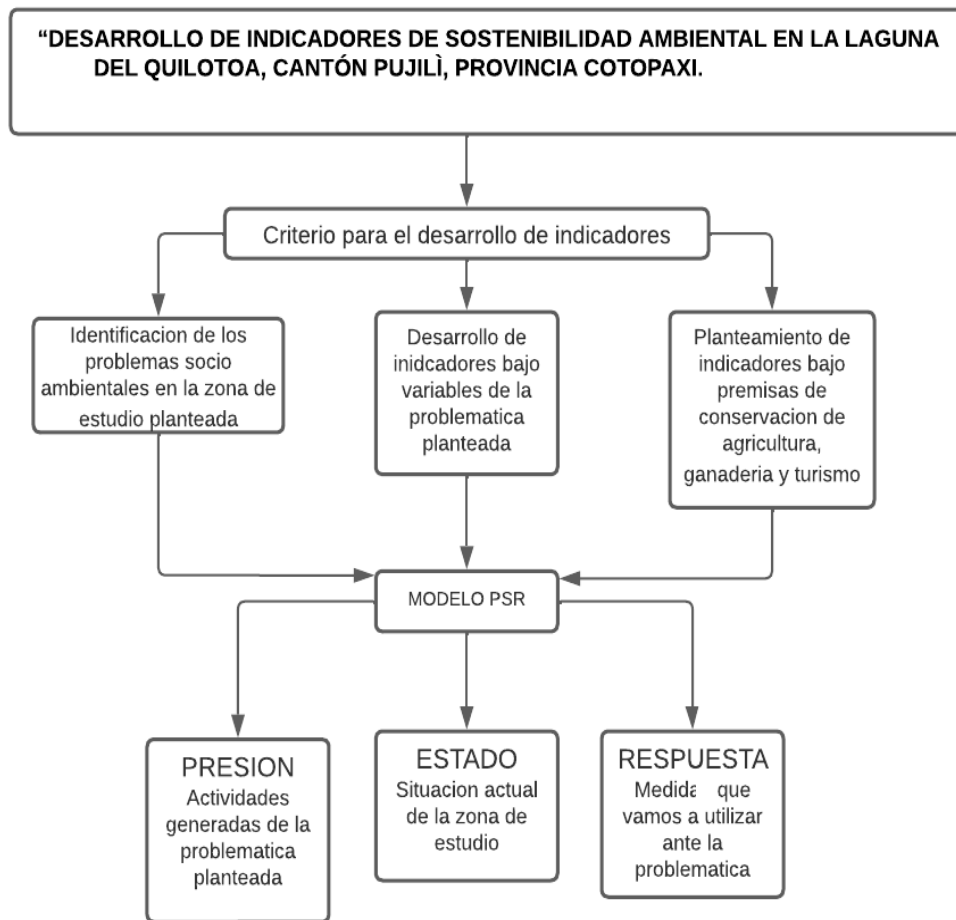 “DESARROLLO DE INDICADORES DE SOSTENIBILIDAD AMBIENTAL EN LA LAGUNA
DEL QUILOTOA, CANTÓN PUJILÌ, PROVINCIA COTOPAXI.
Criterio para el desarrollo de indicadores
Identificacion de los
problemas socio
ambientales en la zona de
estudio planteada
Desarrollo de
inidcadores bajo
variables de la
problematica
planteada
Planteamiento de
indicadores bajo
premisas de
conservacion de
agricultura,
ganaderia y turismo
MODELO PSR
PRESION
Actividades
generadas de la
problematica
planteada
ESTADO
Situacion actual
de la zona de
estudio
RESPUESTA
Medida que
vamos a utilizar
ante la
problematica